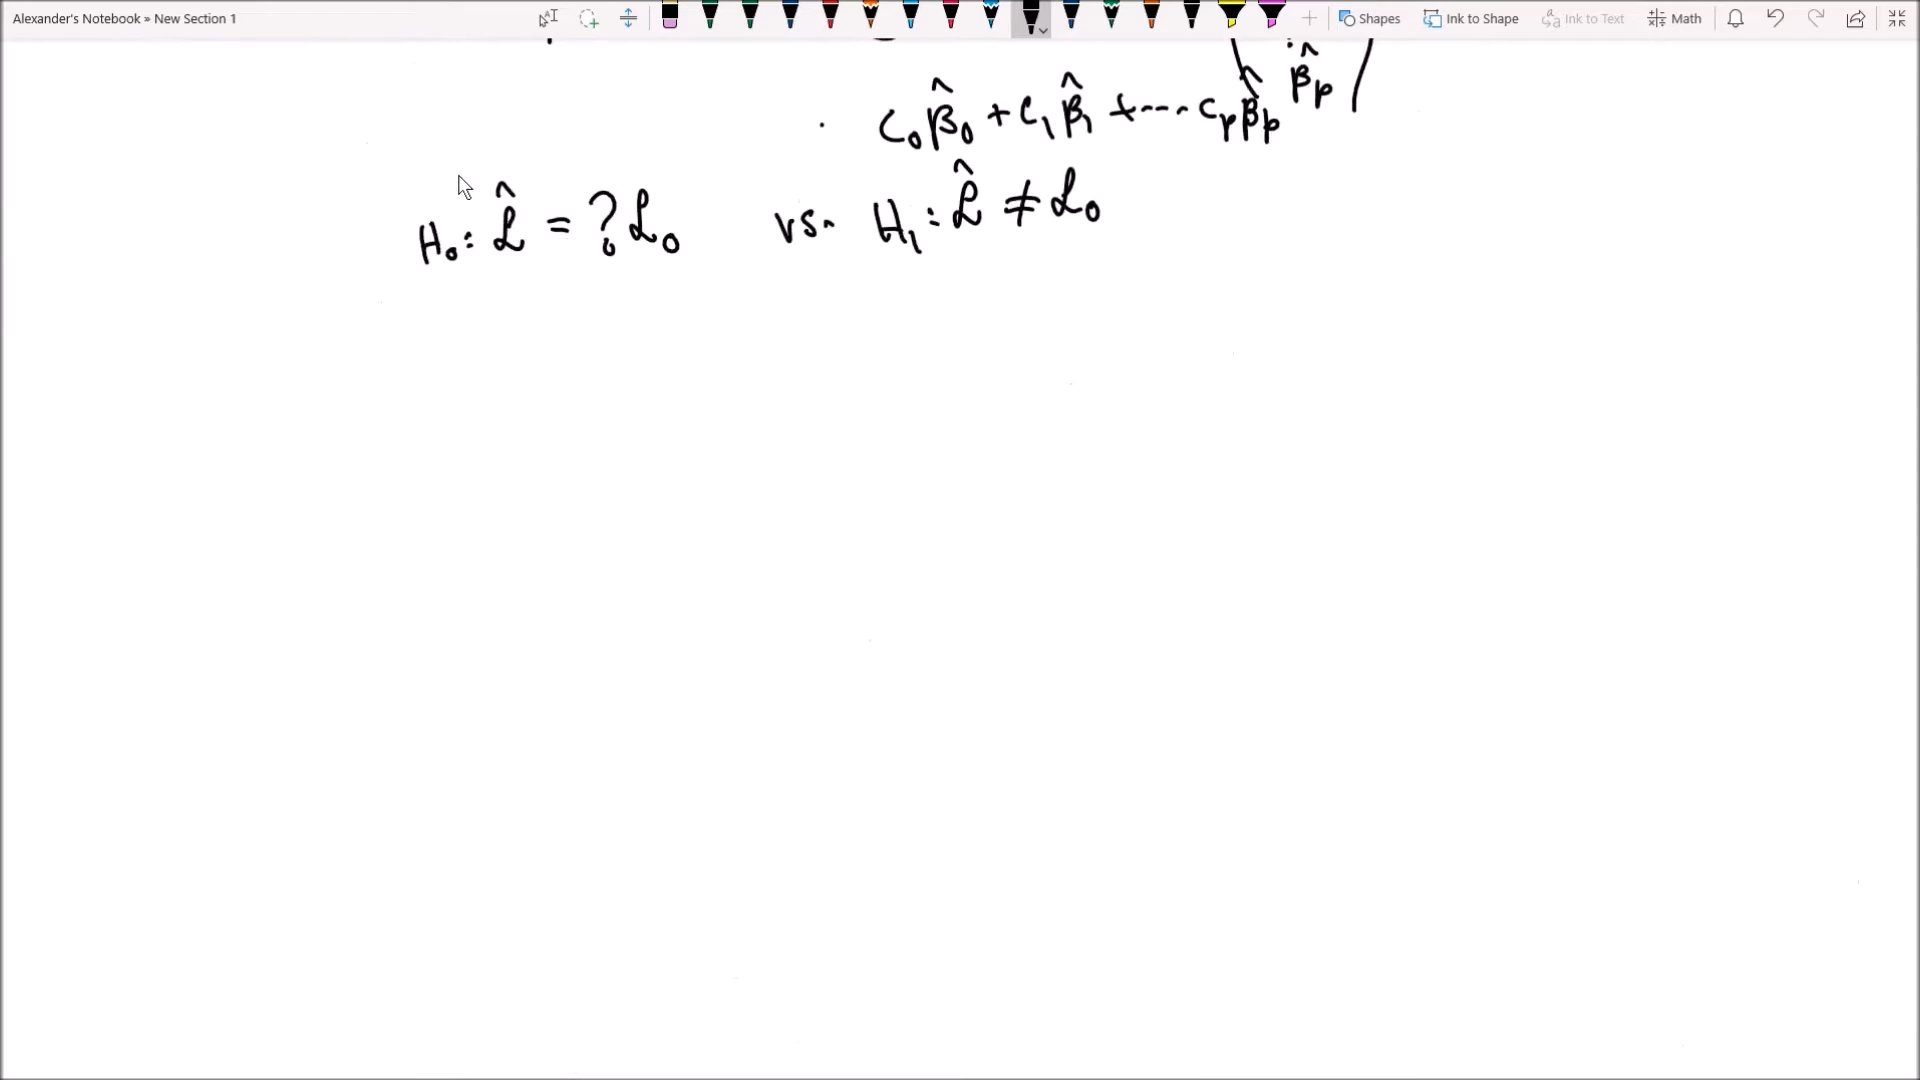 Alexander's Notebook » New Section 1
Shapes Ink to Shape Ink to Text Math
β̂p
C₀β̂₀ + C₁β̂₁ + ---- Cpβ̂p
H₀: ℒ̂ = ? ℒ₀ vs. H₁: ℒ̂ ≠ ℒ₀